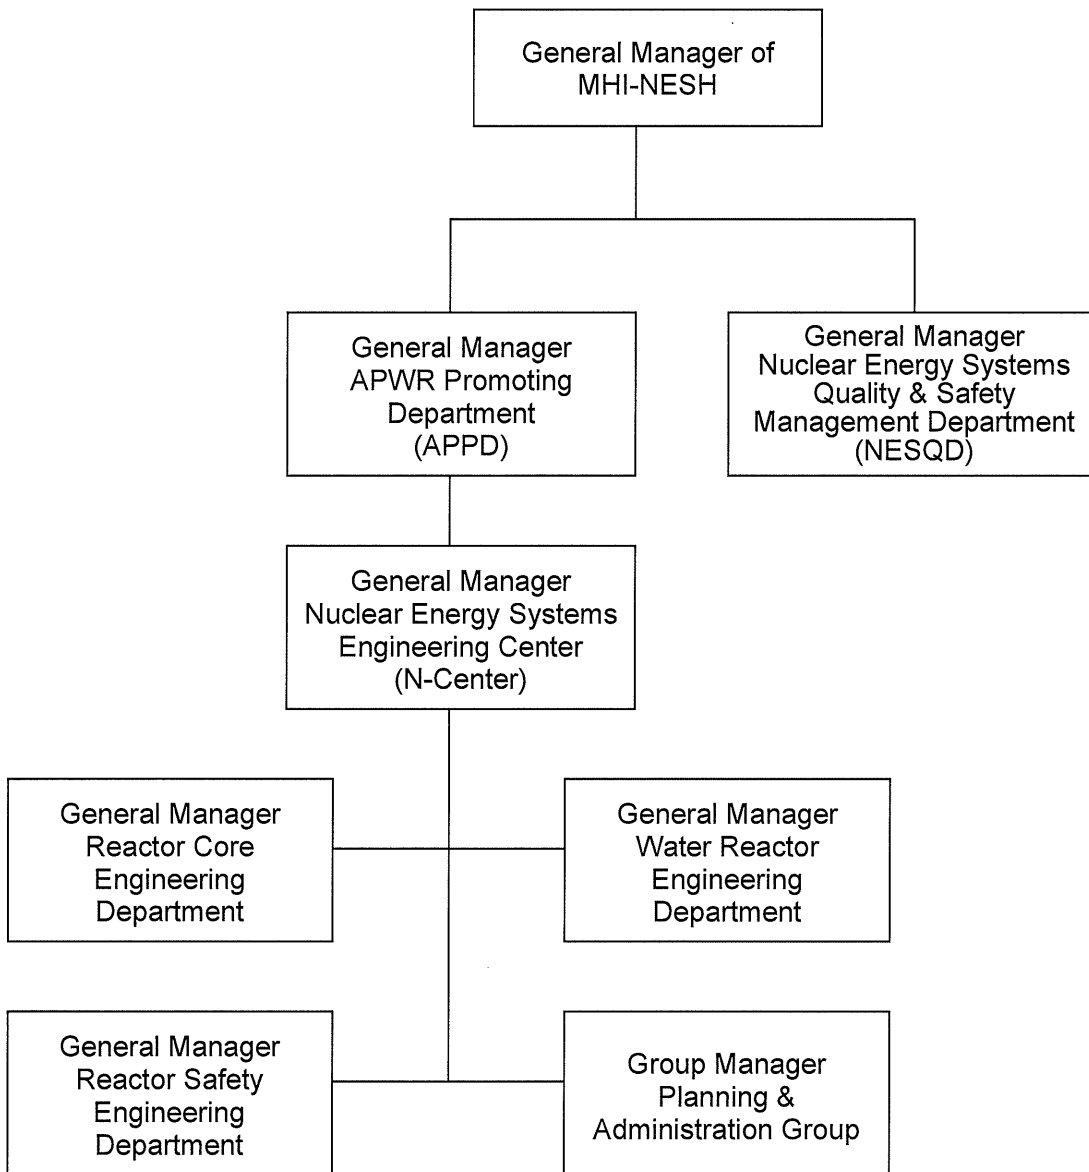 General Manager of
MHI-NESH
General Manager
APWR Promoting
Department
(APPD)
General Manager
Nuclear Energy Systems
Quality & Safety
Management Department
(NESQD)
General Manager
Nuclear Energy Systems
Engineering Center
(N-Center)
General Manager
Reactor Core
Engineering
Department
General Manager
Water Reactor
Engineering
Department
General Manager
Reactor Safety
Engineering
Department
Group Manager
Planning &
Administration Group